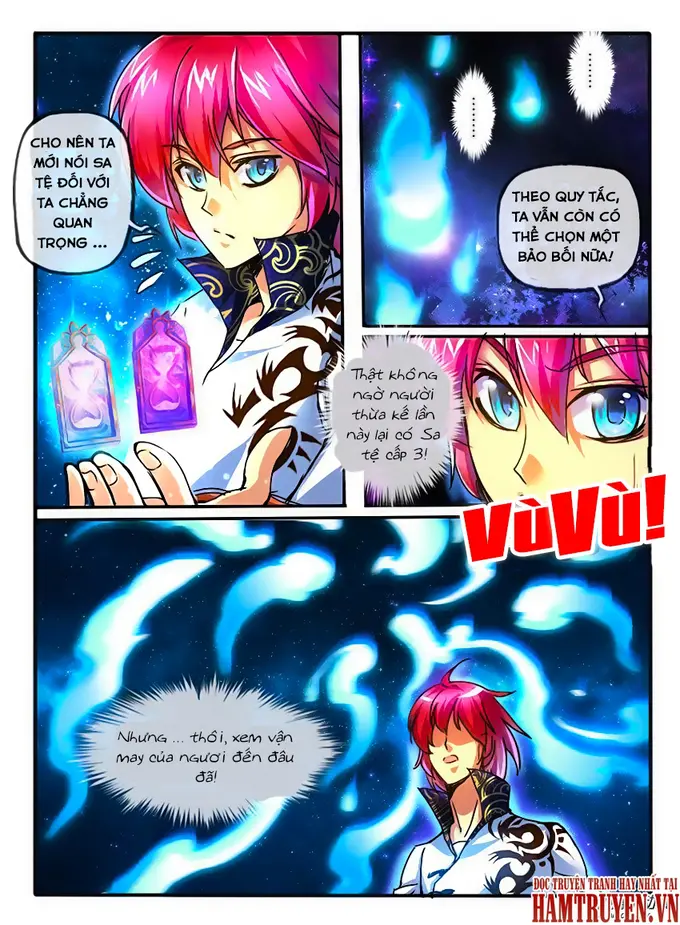 CHO NÊN TA
MỚI NÓI SA
TỆ ĐỐI VỚI
TA CHẲNG
QUAN
TRỌNG ...
......
......
THEO QUY TẮC,
TA VẪN CÒN CÓ
THỂ CHỌN MỘT
BẢO BỐI NỮA!
Thật không
ngờ người
thừa kế lần
này lại có Sa
tệ cấp 3!
VùVù!
Nhưng ... thôi, xem vận
may của ngươi đến đâu
đã!
ĐỌC TRUYỆN TRANH HAY NHẤT TẠI
HAMTRUYEN.VN